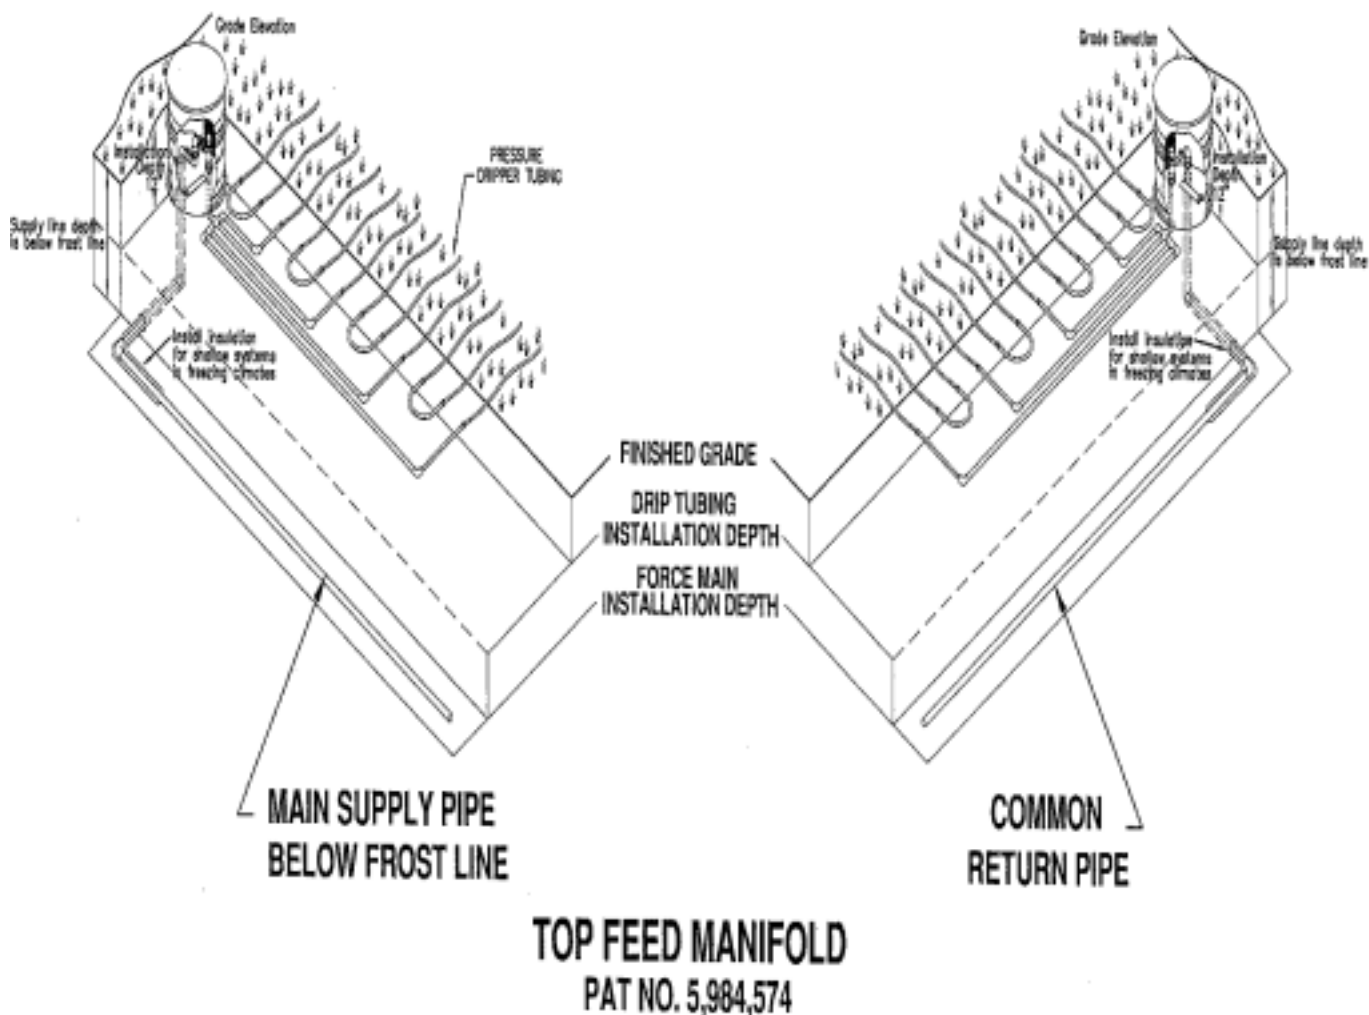 Grade Elevation
Grade Elevation
PRESSURE
DRIPPER TUBING
Installation
Depth
Installation
Depth
Supply line depth
is below frost line
Supply line depth
is below frost line
Install insulation
for shallow systems
in freezing climates
Install insulation
for shallow systems
in freezing climates
FINISHED GRADE
DRIP TUBING
INSTALLATION DEPTH
FORCE MAIN
INSTALLATION DEPTH
MAIN SUPPLY PIPE
BELOW FROST LINE
COMMON
RETURN PIPE
TOP FEED MANIFOLD
PAT NO. 5,984,574